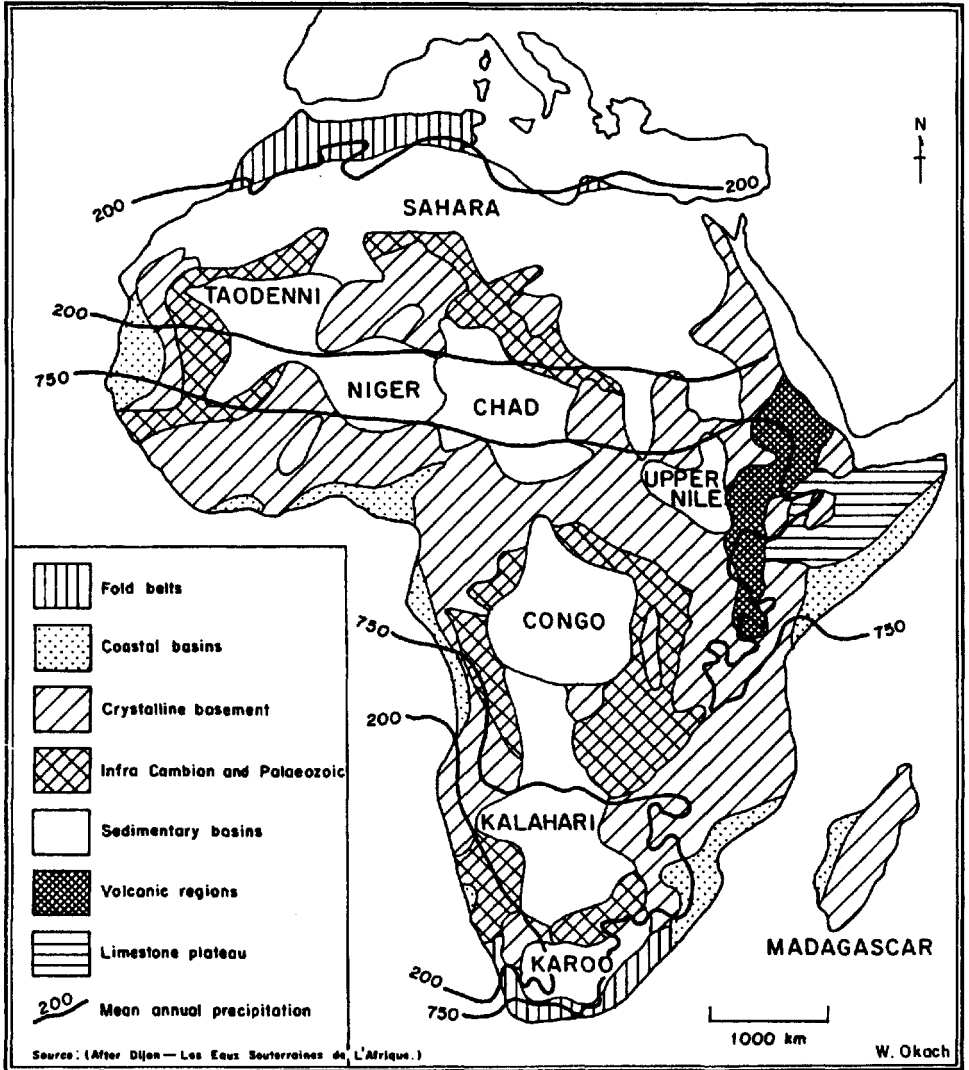 N
200
200
SAHARA
TAODENNI
200
750
NIGER
CHAD
UPPER
NILE
CONGO
750
750
200
KALAHARI
MADAGASCAR
KAROO
200
750
1000 km
W. Okach
Fold belts
Coastal basins
Crystalline basement
Infra Cambian and Palaeozoic
Sedimentary basins
Volcanic regions
Limestone plateau
200 Mean annual precipitation
Source: (After Dijon — Les Eaux Souterraines de L'Afrique.)